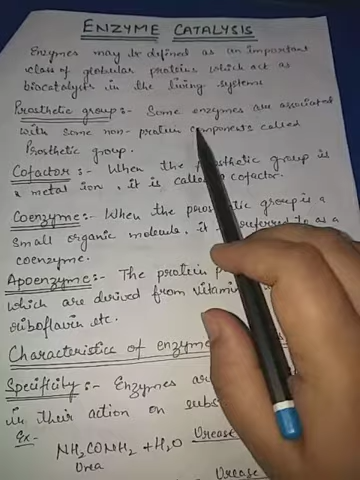 ENZYME CATALYSIS
Enzymes may be defined as an important
class of globular proteins which act as
biocatalysts in the living systems
Prosthetic group:- Some enzymes are associated
with some non-protein components called
Prosthetic group.
Cofactor:- When the prosthetic group is
a metal ion, it is called cofactor.
Coenzyme:- When the prosthetic group is a
small organic molecule, it referred to as a
coenzyme.
Apoenzyme:- The protein
which are derived from vitamin
riboflavin etc.
Characteristics of enzyme
Specificity:- Enzymes are
in their action on subs
Ex-
NH2CONH2 + H2O Urease
Urea
Urease